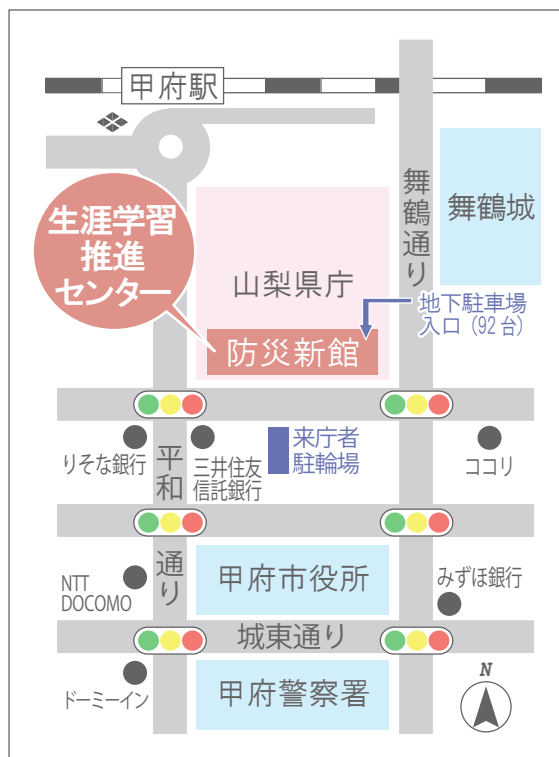 甲府駅
舞鶴通り
舞鶴城
生涯学習
推進
センター
山梨県庁
地下駐車場
入口（92台）
防災新館
りそな銀行
平和通り
三井住友
信託銀行
来庁者
駐輪場
ココリ
NTT
DOCOMO
甲府市役所
みずほ銀行
城東通り
ドーミーイン
甲府警察署
N